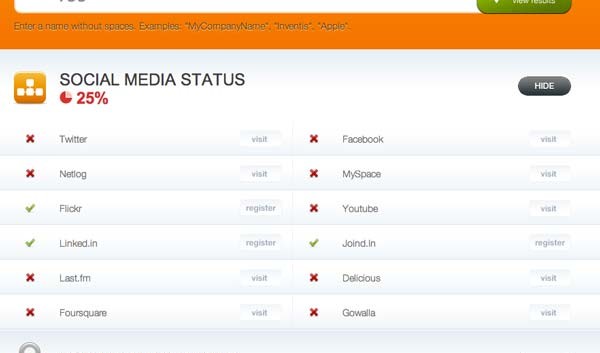 view results
Enter a name without spaces. Examples: "MyCompanyName", "Inventis", "Apple".
SOCIAL MEDIA STATUS
25%
HIDE
Twitter visit Facebook visit
Netlog visit MySpace visit
Flickr register Youtube visit
Linked.in register Joind.In register
Last.fm visit Delicious visit
Foursquare visit Gowalla visit